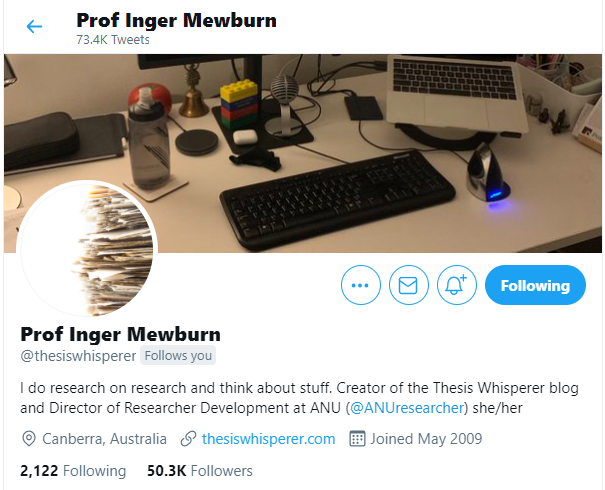 Prof Inger Mewburn
73.4K Tweets
Following
Prof Inger Mewburn
@thesiswhisperer Follows you
I do research on research and think about stuff. Creator of the Thesis Whisperer blog
and Director of Researcher Development at ANU (@ANUresearcher) she/her
Canberra, Australia thesiswhisperer.com Joined May 2009
2,122 Following 50.3K Followers